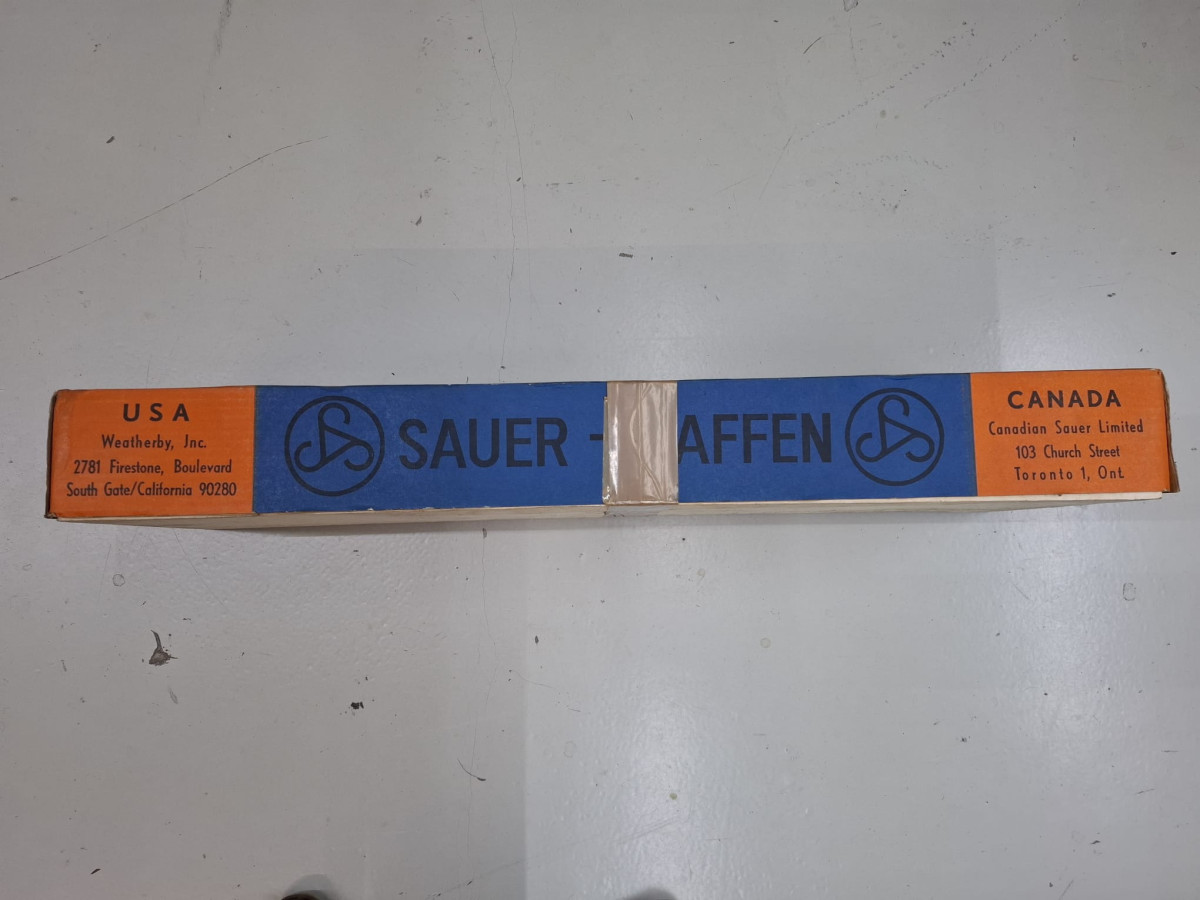 USA
Weatherby, Jnc.
2781 Firestone, Boulevard
South Gate/California 90280
SAUER - AFFEN
CANADA
Canadian Sauer Limited
103 Church Street
Toronto 1, Ont.